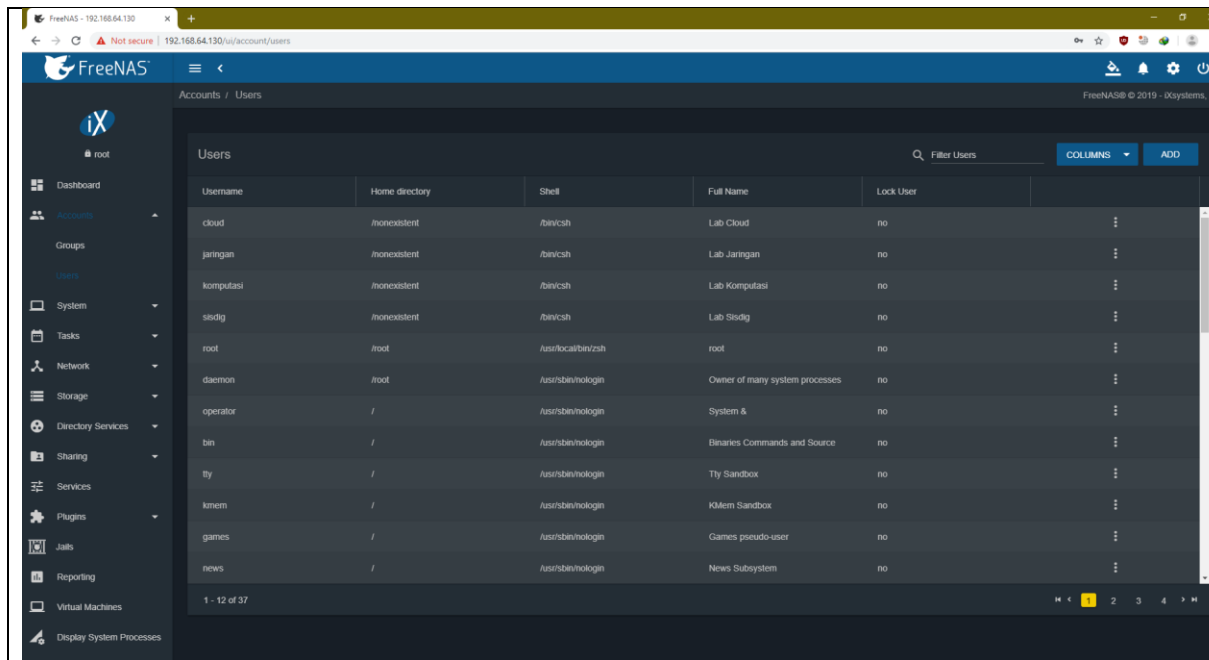 FreeNAS - 192.168.64.130
Not secure | 192.168.64.130/ui/account/users
FreeNAS
Accounts / Users
FreeNAS® © 2019 - iXsystems,
iX
root
Dashboard
Accounts
Groups
Users
System
Tasks
Network
Storage
Directory Services
Sharing
Services
Plugins
Jails
Reporting
Virtual Machines
Display System Processes
Users
Filter Users
COLUMNS
ADD
Username Home directory Shell Full Name Lock User
cloud /nonexistent /bin/csh Lab Cloud no
jaringan /nonexistent /bin/csh Lab Jaringan no
komputasi /nonexistent /bin/csh Lab Komputasi no
sisdig /nonexistent /bin/csh Lab Sisdig no
root /root /usr/local/bin/zsh root no
daemon /root /usr/sbin/nologin Owner of many system processes no
operator / /usr/sbin/nologin System & no
bin / /usr/sbin/nologin Binaries Commands and Source no
tty / /usr/sbin/nologin Tty Sandbox no
kmem / /usr/sbin/nologin KMem Sandbox no
games / /usr/sbin/nologin Games pseudo-user no
news / /usr/sbin/nologin News Subsystem no
1 - 12 of 37
1 2 3 4